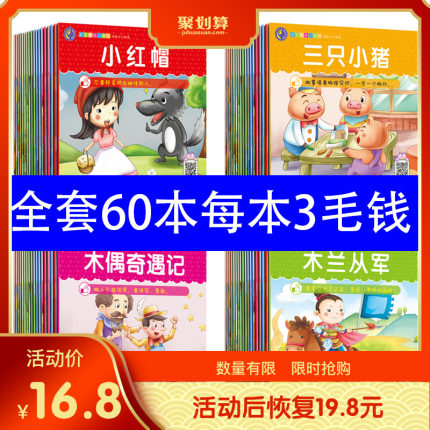 聚划算
juhuasuan.com
小红帽
三只小猪
全套60本每本3毛钱
木偶奇遇记
木兰从军
活动价
¥16.8
数量有限 限时抢购
活动后恢复19.8元